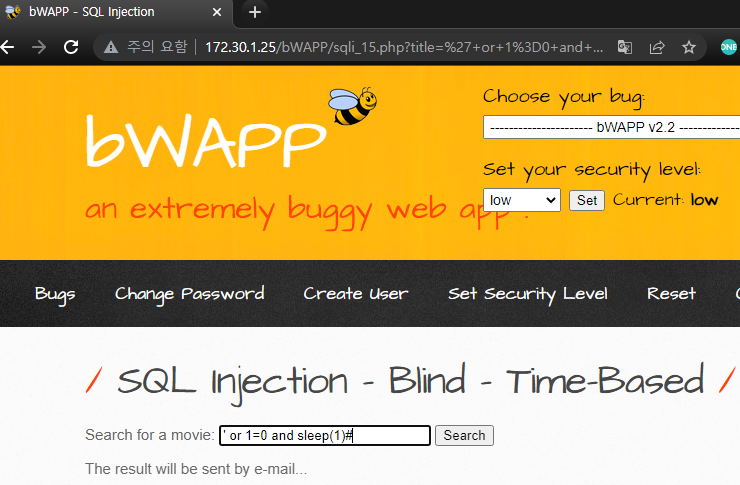 bWAPP - SQL Injection
주의 요함 172.30.1.25/bWAPP/sqli_15.php?title=%27+or+1%3D0+and+...
ONE
Choose your bug:
---------------------- bWAPP v2.2 -------------
bWAPP
Set your security level:
an extremely buggy web app !
low Set Current: low
Bugs Change Password Create User Set Security Level Reset
/ SQL Injection - Blind - Time-Based /
Search for a movie: ' or 1=0 and sleep(1)# Search
The result will be sent by e-mail...